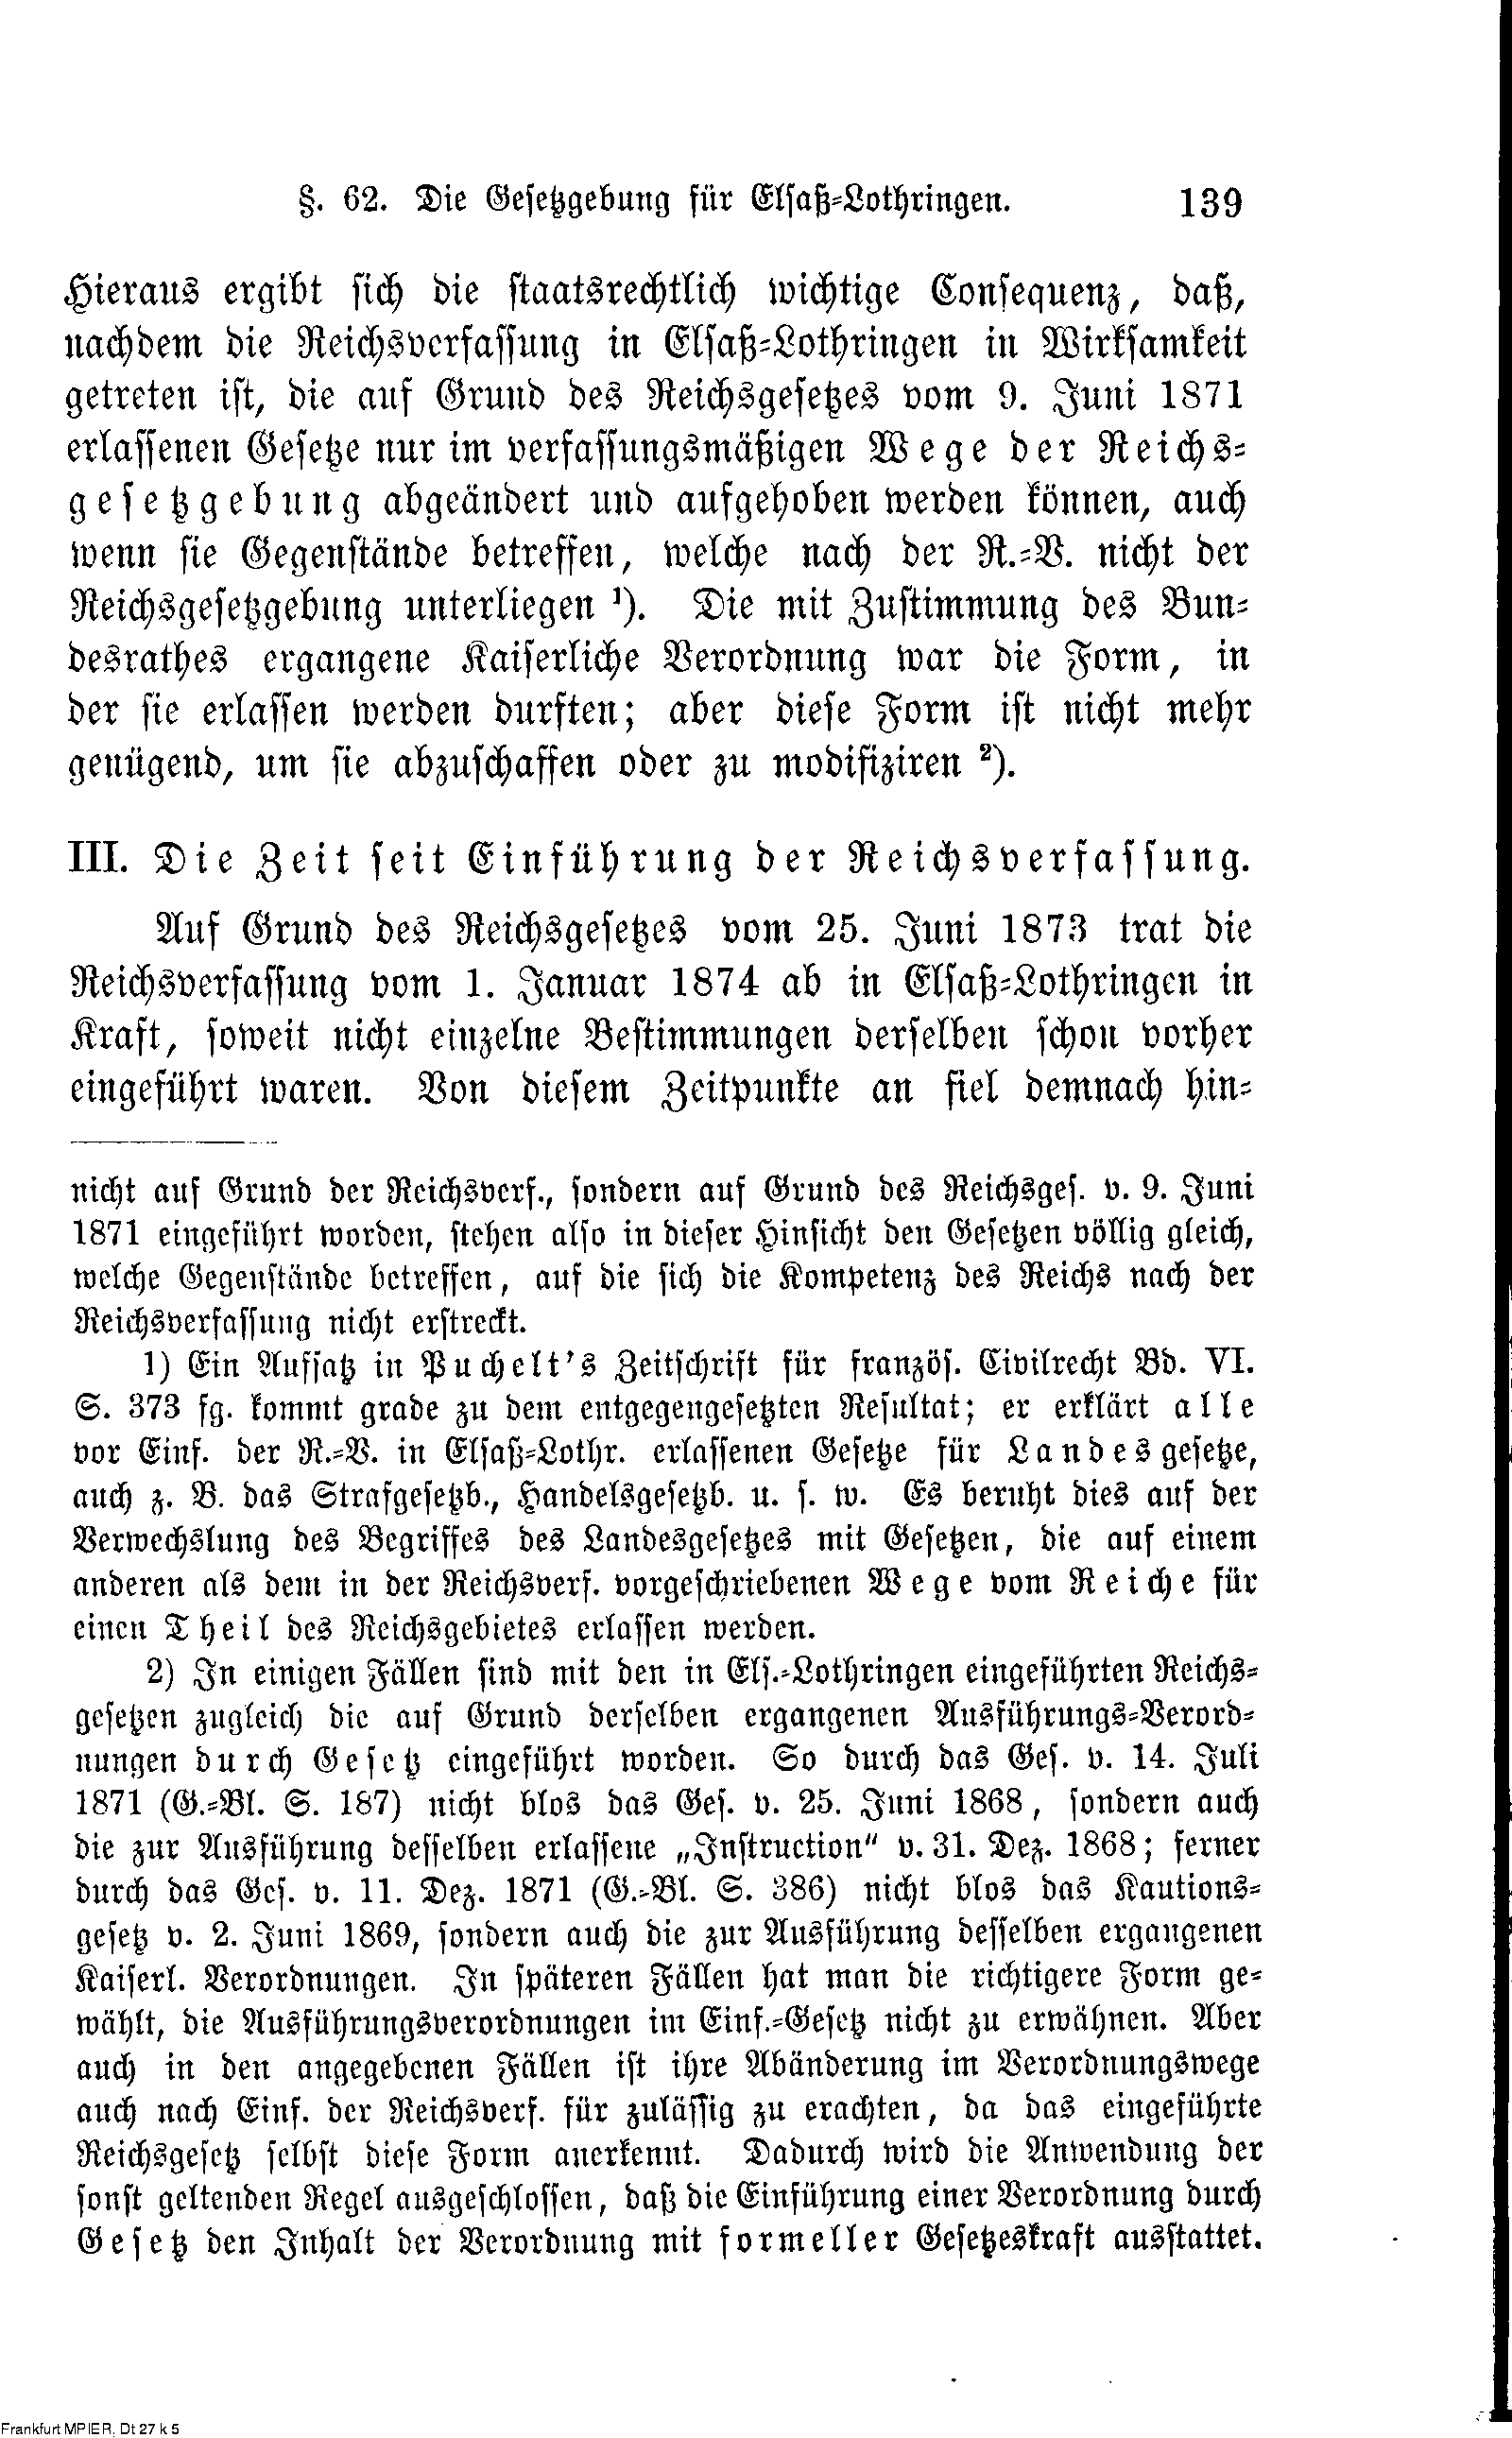 §. 62. Die Gesetzgebung für Elsaß-Lothringen. 139
Hieraus ergibt sich die staatsrechtlich wichtige Consequenz, daß,
nachdem die Reichsverfassung in Elsaß-Lothringen in Wirksamkeit
getreten ist, die auf Grund des Reichsgesetzes vom 9. Juni 1871
erlassenen Gesetze nur im verfassungsmäßigen Wege der Reichs-
gesetzgebung abgeändert und aufgehoben werden können, auch
wenn sie Gegenstände betreffen, welche nach der R.-V. nicht der
Reichsgesetzgebung unterliegen ¹). Die mit Zustimmung des Bun-
desrathes ergangene Kaiserliche Verordnung war die Form, in
der sie erlassen werden durften; aber diese Form ist nicht mehr
genügend, um sie abzuschaffen oder zu modifiziren ²).
III. Die Zeit seit Einführung der Reichsverfassung.
Auf Grund des Reichsgesetzes vom 25. Juni 1873 trat die
Reichsverfassung vom 1. Januar 1874 ab in Elsaß-Lothringen in
Kraft, soweit nicht einzelne Bestimmungen derselben schon vorher
eingeführt waren. Von diesem Zeitpunkte an fiel demnach hin-
nicht auf Grund der Reichsverf., sondern auf Grund des Reichsges. v. 9. Juni
1871 eingeführt worden, stehen also in dieser Hinsicht den Gesetzen völlig gleich,
welche Gegenstände betreffen, auf die sich die Kompetenz des Reichs nach der
Reichsverfassung nicht erstreckt.
1) Ein Aufsatz in Puchelt's Zeitschrift für französ. Civilrecht Bd. VI.
S. 373 fg. kommt grade zu dem entgegengesetzten Resultat; er erklärt alle
vor Einf. der R.-V. in Elsaß-Lothr. erlassenen Gesetze für Landesgesetze,
auch z. B. das Strafgesetzb., Handelsgesetzb. u. s. w. Es beruht dies auf der
Verwechslung des Begriffes des Landesgesetzes mit Gesetzen, die auf einem
anderen als dem in der Reichsverf. vorgeschriebenen Wege vom Reiche für
einen Theil des Reichsgebietes erlassen werden.
2) In einigen Fällen sind mit den in Els.-Lothringen eingeführten Reichs-
gesetzen zugleich die auf Grund derselben ergangenen Ausführungs-Verord-
nungen durch Gesetz eingeführt worden. So durch das Ges. v. 14. Juli
1871 (G.-Bl. S. 187) nicht blos das Ges. v. 25. Juni 1868, sondern auch
die zur Ausführung desselben erlassene „Instruction“ v. 31. Dez. 1868; ferner
durch das Ges. v. 11. Dez. 1871 (G.-Bl. S. 386) nicht blos das Kautions-
gesetz v. 2. Juni 1869, sondern auch die zur Ausführung desselben ergangenen
Kaiserl. Verordnungen. In späteren Fällen hat man die richtigere Form ge-
wählt, die Ausführungsverordnungen im Einf.-Gesetz nicht zu erwähnen. Aber
auch in den angegebenen Fällen ist ihre Abänderung im Verordnungswege
auch nach Einf. der Reichsverf. für zulässig zu erachten, da das eingeführte
Reichsgesetz selbst diese Form anerkennt. Dadurch wird die Anwendung der
sonst geltenden Regel ausgeschlossen, daß die Einführung einer Verordnung durch
Gesetz den Inhalt der Verordnung mit formeller Gesetzeskraft ausstattet.
Frankfurt MPIER, Dt 27 k 5